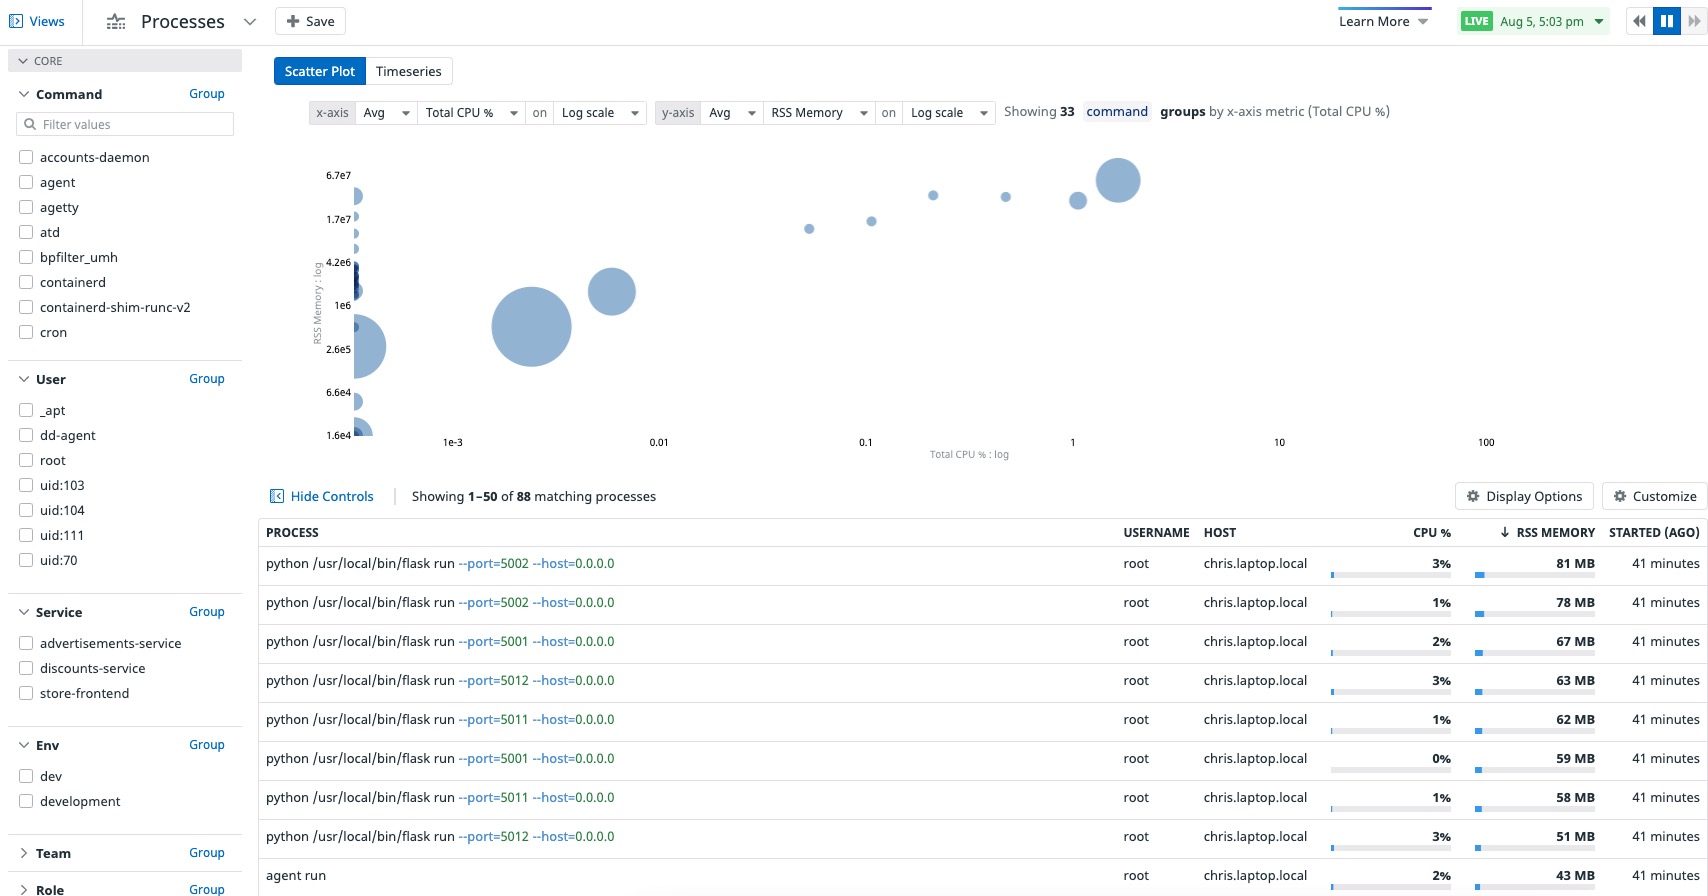 Views
Processes
Save
Learn More
LIVE Aug 5, 5:03 pm
CORE
Command Group
Filter values
accounts-daemon
agent
agetty
atd
bpfilter_umh
containerd
containerd-shim-runc-v2
cron
User Group
_apt
dd-agent
root
uid:103
uid:104
uid:111
uid:70
Service Group
advertisements-service
discounts-service
store-frontend
Env Group
dev
development
Team Group
Role Group
Scatter Plot Timeseries
x-axis Avg Total CPU % on Log scale y-axis Avg RSS Memory on Log scale Showing 33 command groups by x-axis metric (Total CPU %)
RSS Memory : log
6.7e7
1.7e7
4.2e6
1e6
2.6e5
6.6e4
1.6e4
1e-3 0.01 0.1 1 10 100
Total CPU % : log
Hide Controls Showing 1–50 of 88 matching processes Display Options Customize
PROCESS USERNAME HOST CPU % ↓ RSS MEMORY STARTED (AGO)
python /usr/local/bin/flask run --port=5002 --host=0.0.0.0 root chris.laptop.local 3% 81 MB 41 minutes
python /usr/local/bin/flask run --port=5002 --host=0.0.0.0 root chris.laptop.local 1% 78 MB 41 minutes
python /usr/local/bin/flask run --port=5001 --host=0.0.0.0 root chris.laptop.local 2% 67 MB 41 minutes
python /usr/local/bin/flask run --port=5012 --host=0.0.0.0 root chris.laptop.local 3% 63 MB 41 minutes
python /usr/local/bin/flask run --port=5011 --host=0.0.0.0 root chris.laptop.local 1% 62 MB 41 minutes
python /usr/local/bin/flask run --port=5001 --host=0.0.0.0 root chris.laptop.local 0% 59 MB 41 minutes
python /usr/local/bin/flask run --port=5011 --host=0.0.0.0 root chris.laptop.local 1% 58 MB 41 minutes
python /usr/local/bin/flask run --port=5012 --host=0.0.0.0 root chris.laptop.local 3% 51 MB 41 minutes
agent run root chris.laptop.local 2% 43 MB 41 minutes